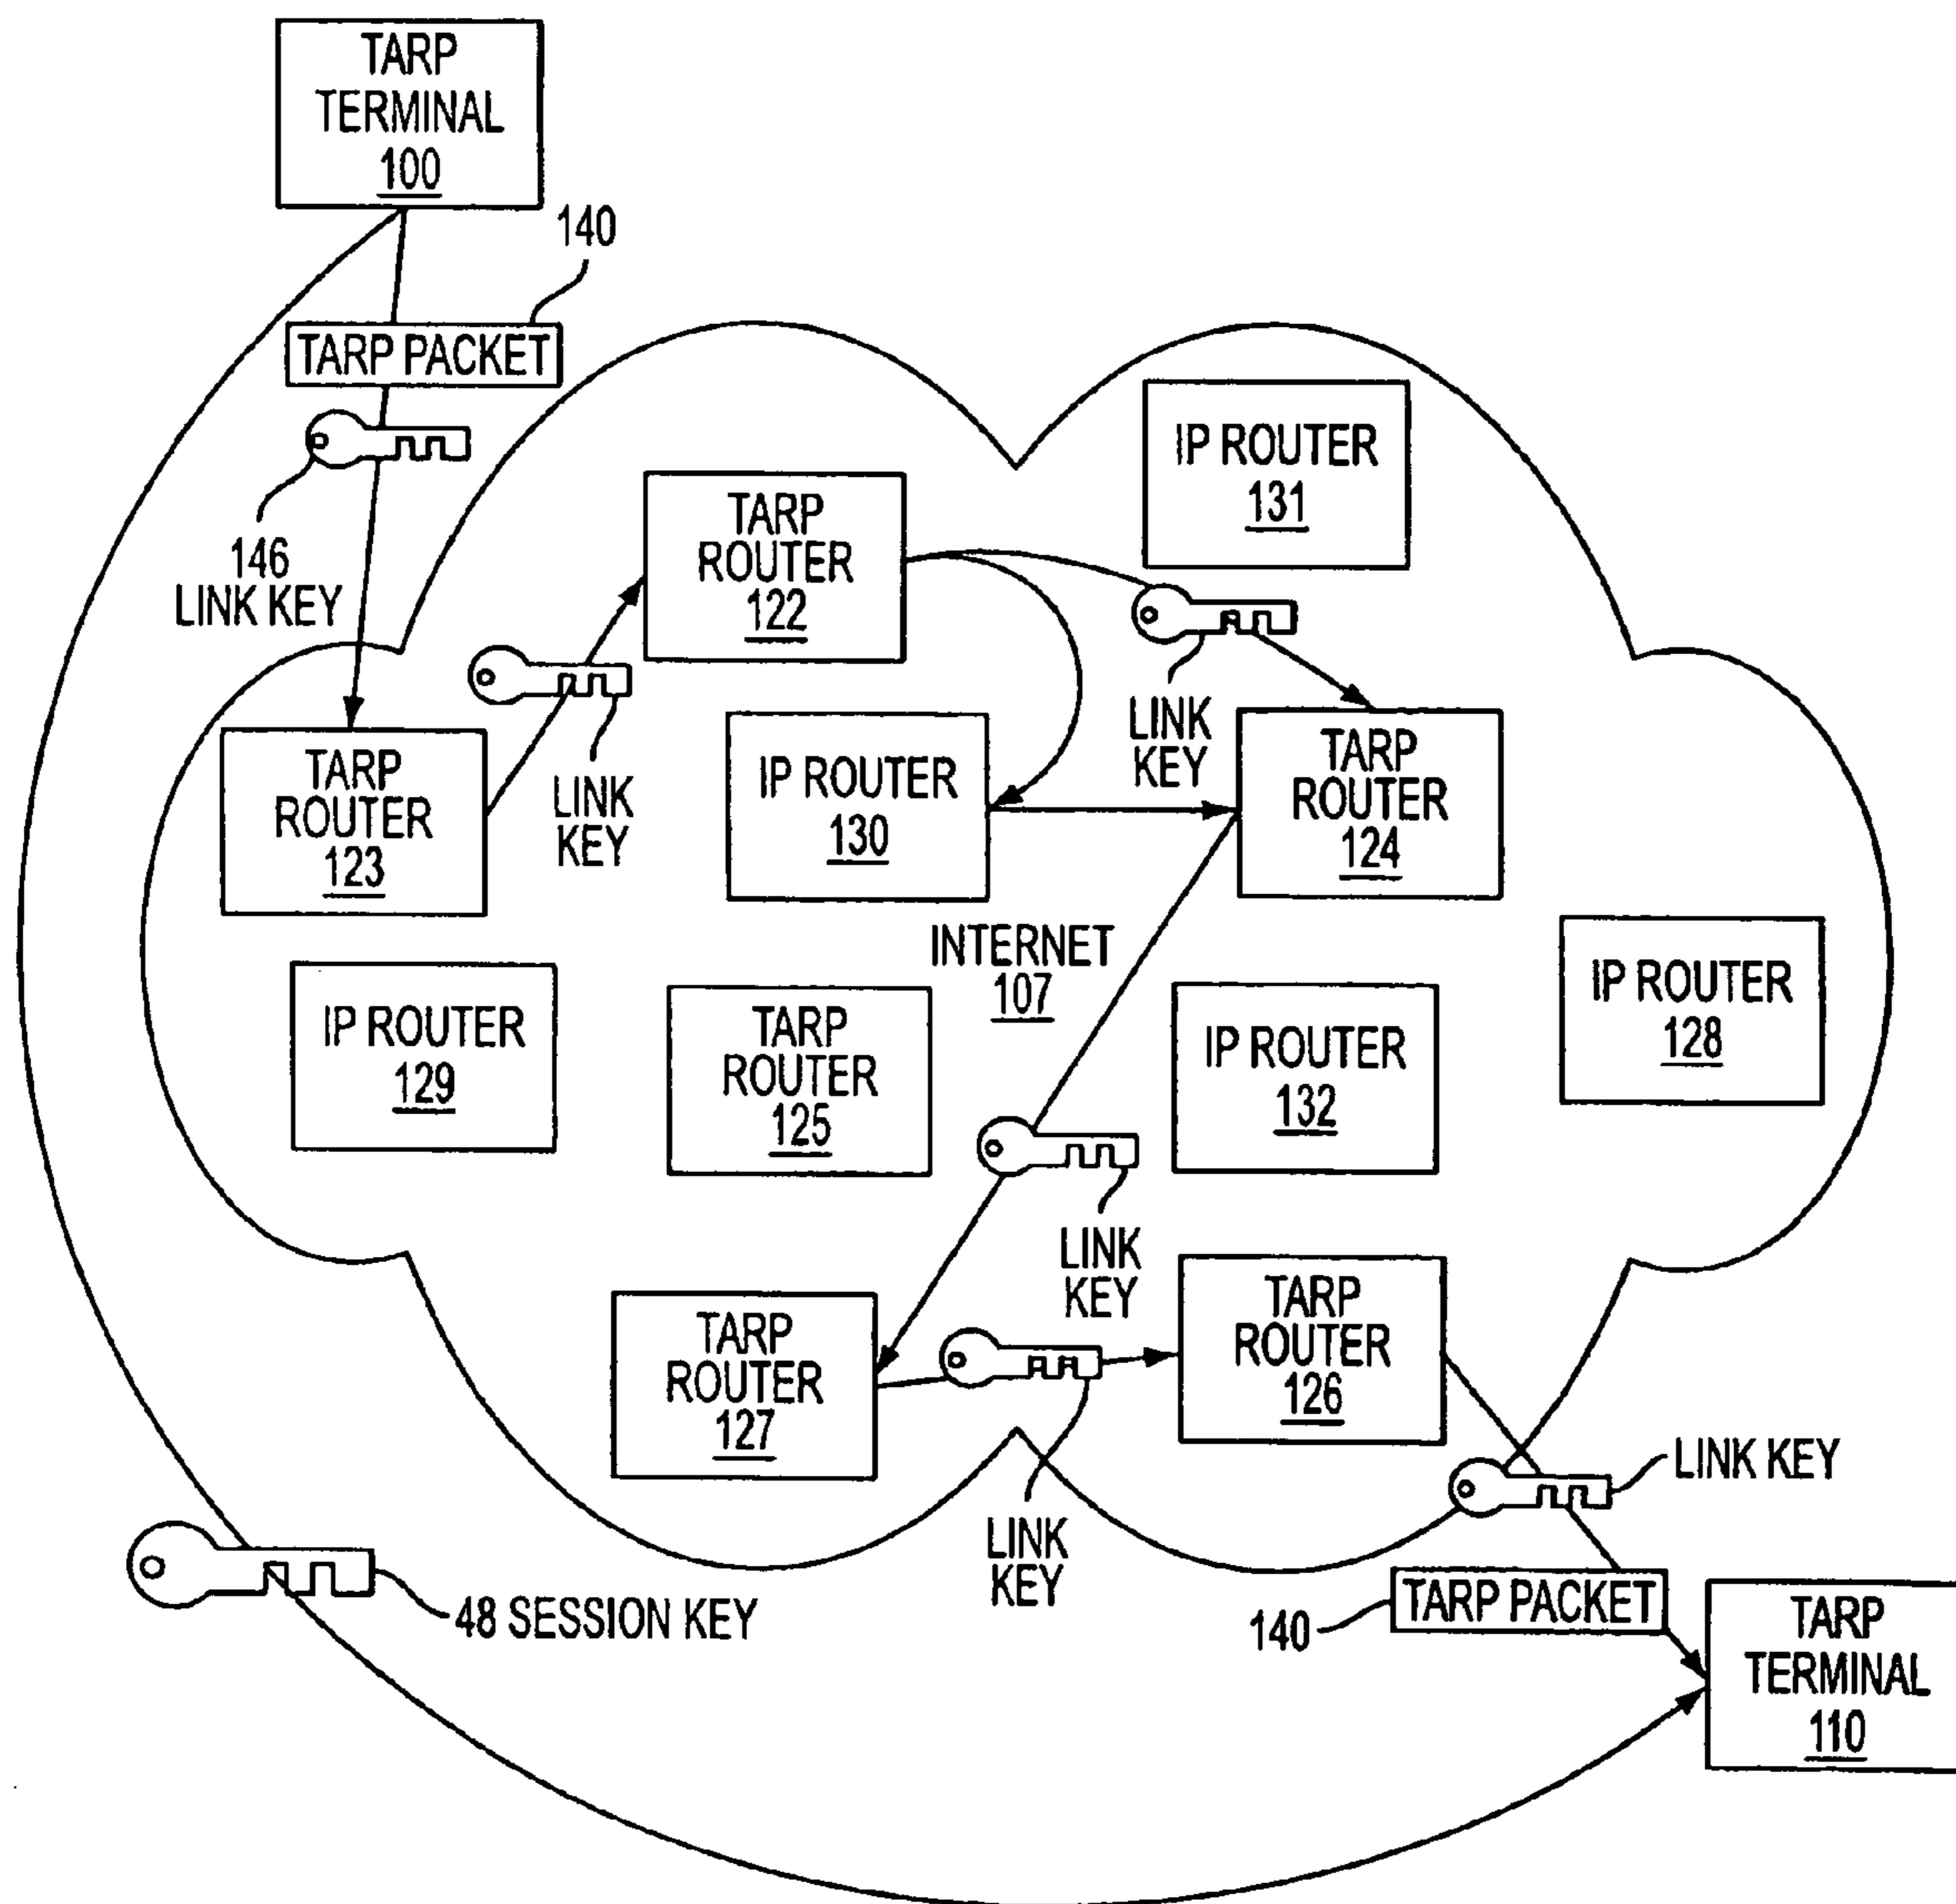 TARP
TERMINAL
100
140
TARP PACKET
146
LINK KEY
IP ROUTER
131
TARP
ROUTER
122
LINK
KEY
LINK
KEY
TARP
ROUTER
123
IP ROUTER
130
TARP
ROUTER
124
INTERNET
107
IP ROUTER
129
TARP
ROUTER
125
IP ROUTER
132
IP ROUTER
128
LINK
KEY
TARP
ROUTER
127
TARP
ROUTER
126
LINK KEY
LINK
KEY
48 SESSION KEY
140
TARP PACKET
TARP
TERMINAL
110